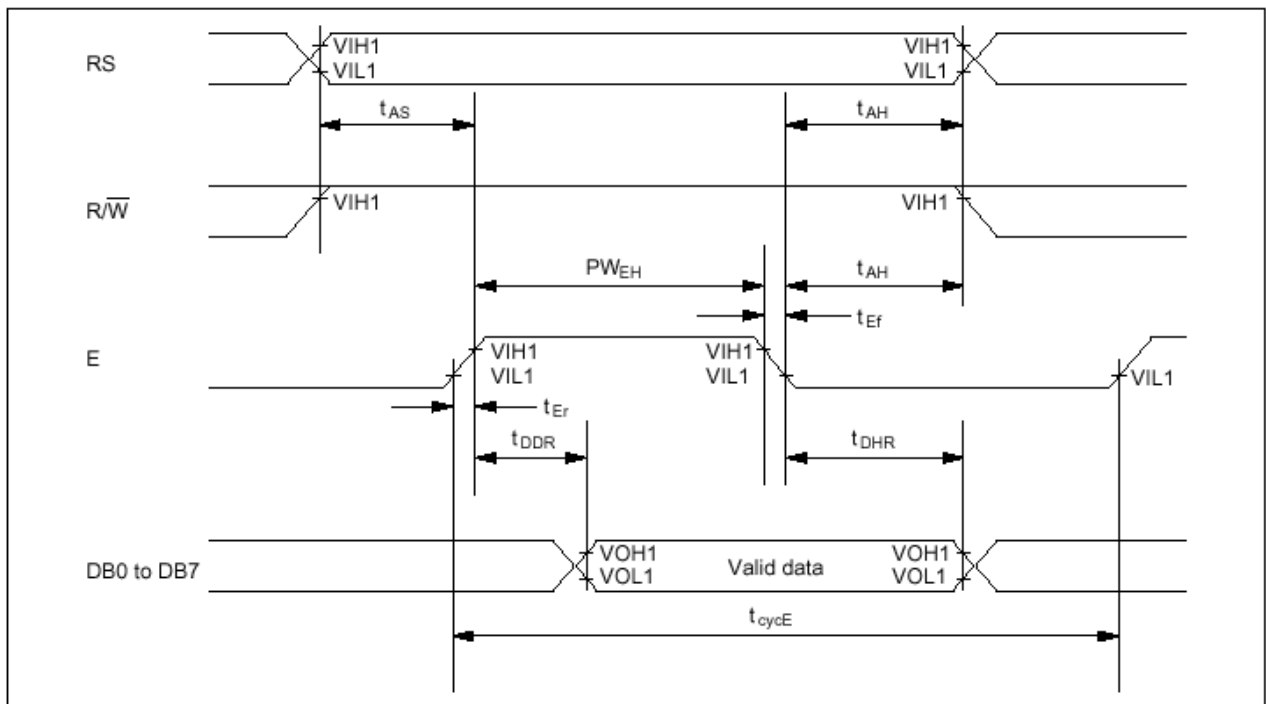 RS
VIH1
VIL1
VIH1
VIL1
tAS
tAH
R/W̅
VIH1
VIH1
PWEH
tAH
tEf
E
VIH1
VIL1
VIH1
VIL1
VIL1
tEr
tDDR
tDHR
DB0 to DB7
VOH1
VOL1
Valid data
VOH1
VOL1
tcycE